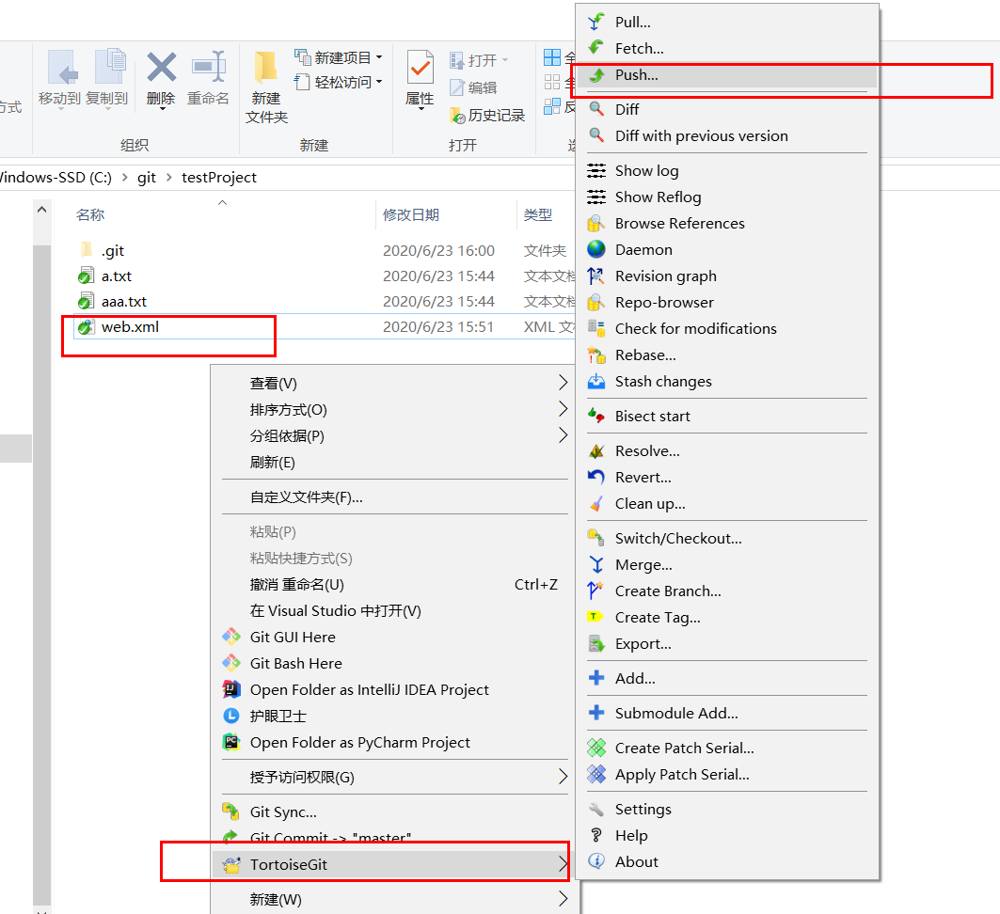 移动到
复制到
删除
重命名
组织
新建
文件夹
新建项目
轻松访问
新建
属性
打开
编辑
历史记录
打开
方式
Windows-SSD (C:) > git > testProject
名称 修改日期 类型
.git 2020/6/23 16:00 文件夹
a.txt 2020/6/23 15:44 文本文档
aaa.txt 2020/6/23 15:44 文本文档
web.xml 2020/6/23 15:51 XML 文
查看(V)
排序方式(O)
分组依据(P)
刷新(E)
自定义文件夹(F)...
粘贴(P)
粘贴快捷方式(S)
撤消 重命名(U) Ctrl+Z
在 Visual Studio 中打开(V)
Git GUI Here
Git Bash Here
Open Folder as IntelliJ IDEA Project
护眼卫士
Open Folder as PyCharm Project
授予访问权限(G)
Git Sync...
Git Commit -> "master"
TortoiseGit
新建(W)
Pull...
Fetch...
Push...
Diff
Diff with previous version
Show log
Show Reflog
Browse References
Daemon
Revision graph
Repo-browser
Check for modifications
Rebase...
Stash changes
Bisect start
Resolve...
Revert...
Clean up...
Switch/Checkout...
Merge...
Create Branch...
Create Tag...
Export...
Add...
Submodule Add...
Create Patch Serial...
Apply Patch Serial...
Settings
Help
About